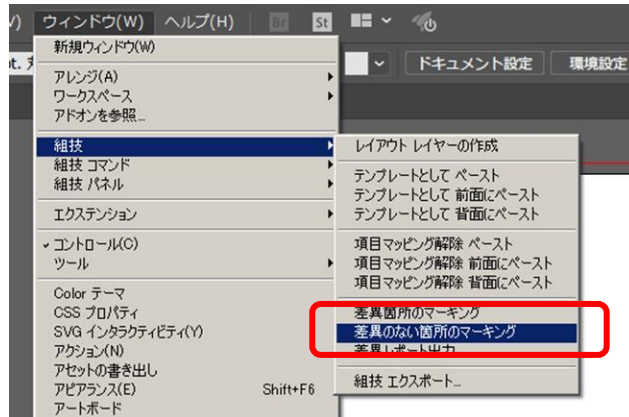 ウィンドウ(W) ヘルプ(H) Br St
新規ウィンドウ(W)
ドキュメント設定 環境設定
アレンジ(A)
ワークスペース
アドオンを参照...
組技
組技 コマンド
組技 パネル
エクステンション
コントロール(C)
ツール
Color テーマ
CSS プロパティ
SVG インタラクティビティ(Y)
アクション(N)
アセットの書き出し
アピアランス(E) Shift+F6
アートボード
レイアウト レイヤーの作成
テンプレートとして ペースト
テンプレートとして 前面にペースト
テンプレートとして 背面にペースト
項目マッピング解除 ペースト
項目マッピング解除 前面にペースト
項目マッピング解除 背面にペースト
差異箇所のマーキング
差異のない箇所のマーキング
差異レポート出力
組技 エクスポート...